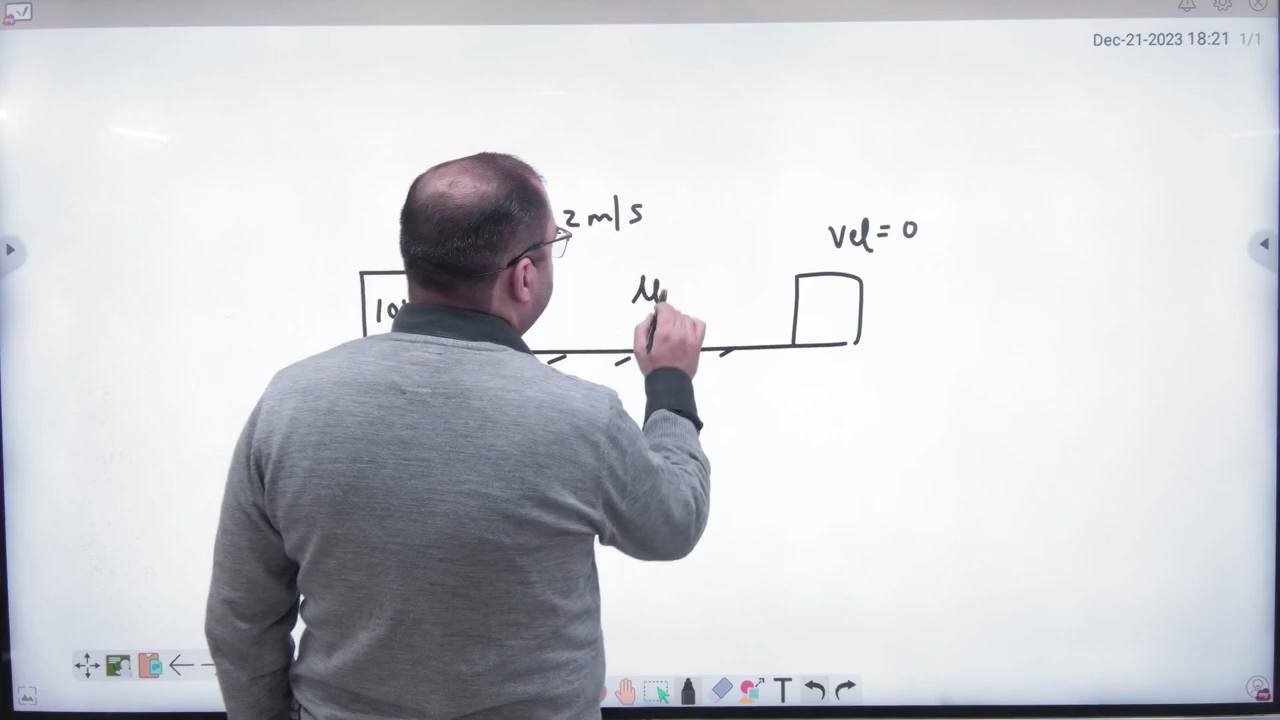 Dec-21-2023 18:21 1/1
2 m/s
vel = 0
μ
10
T